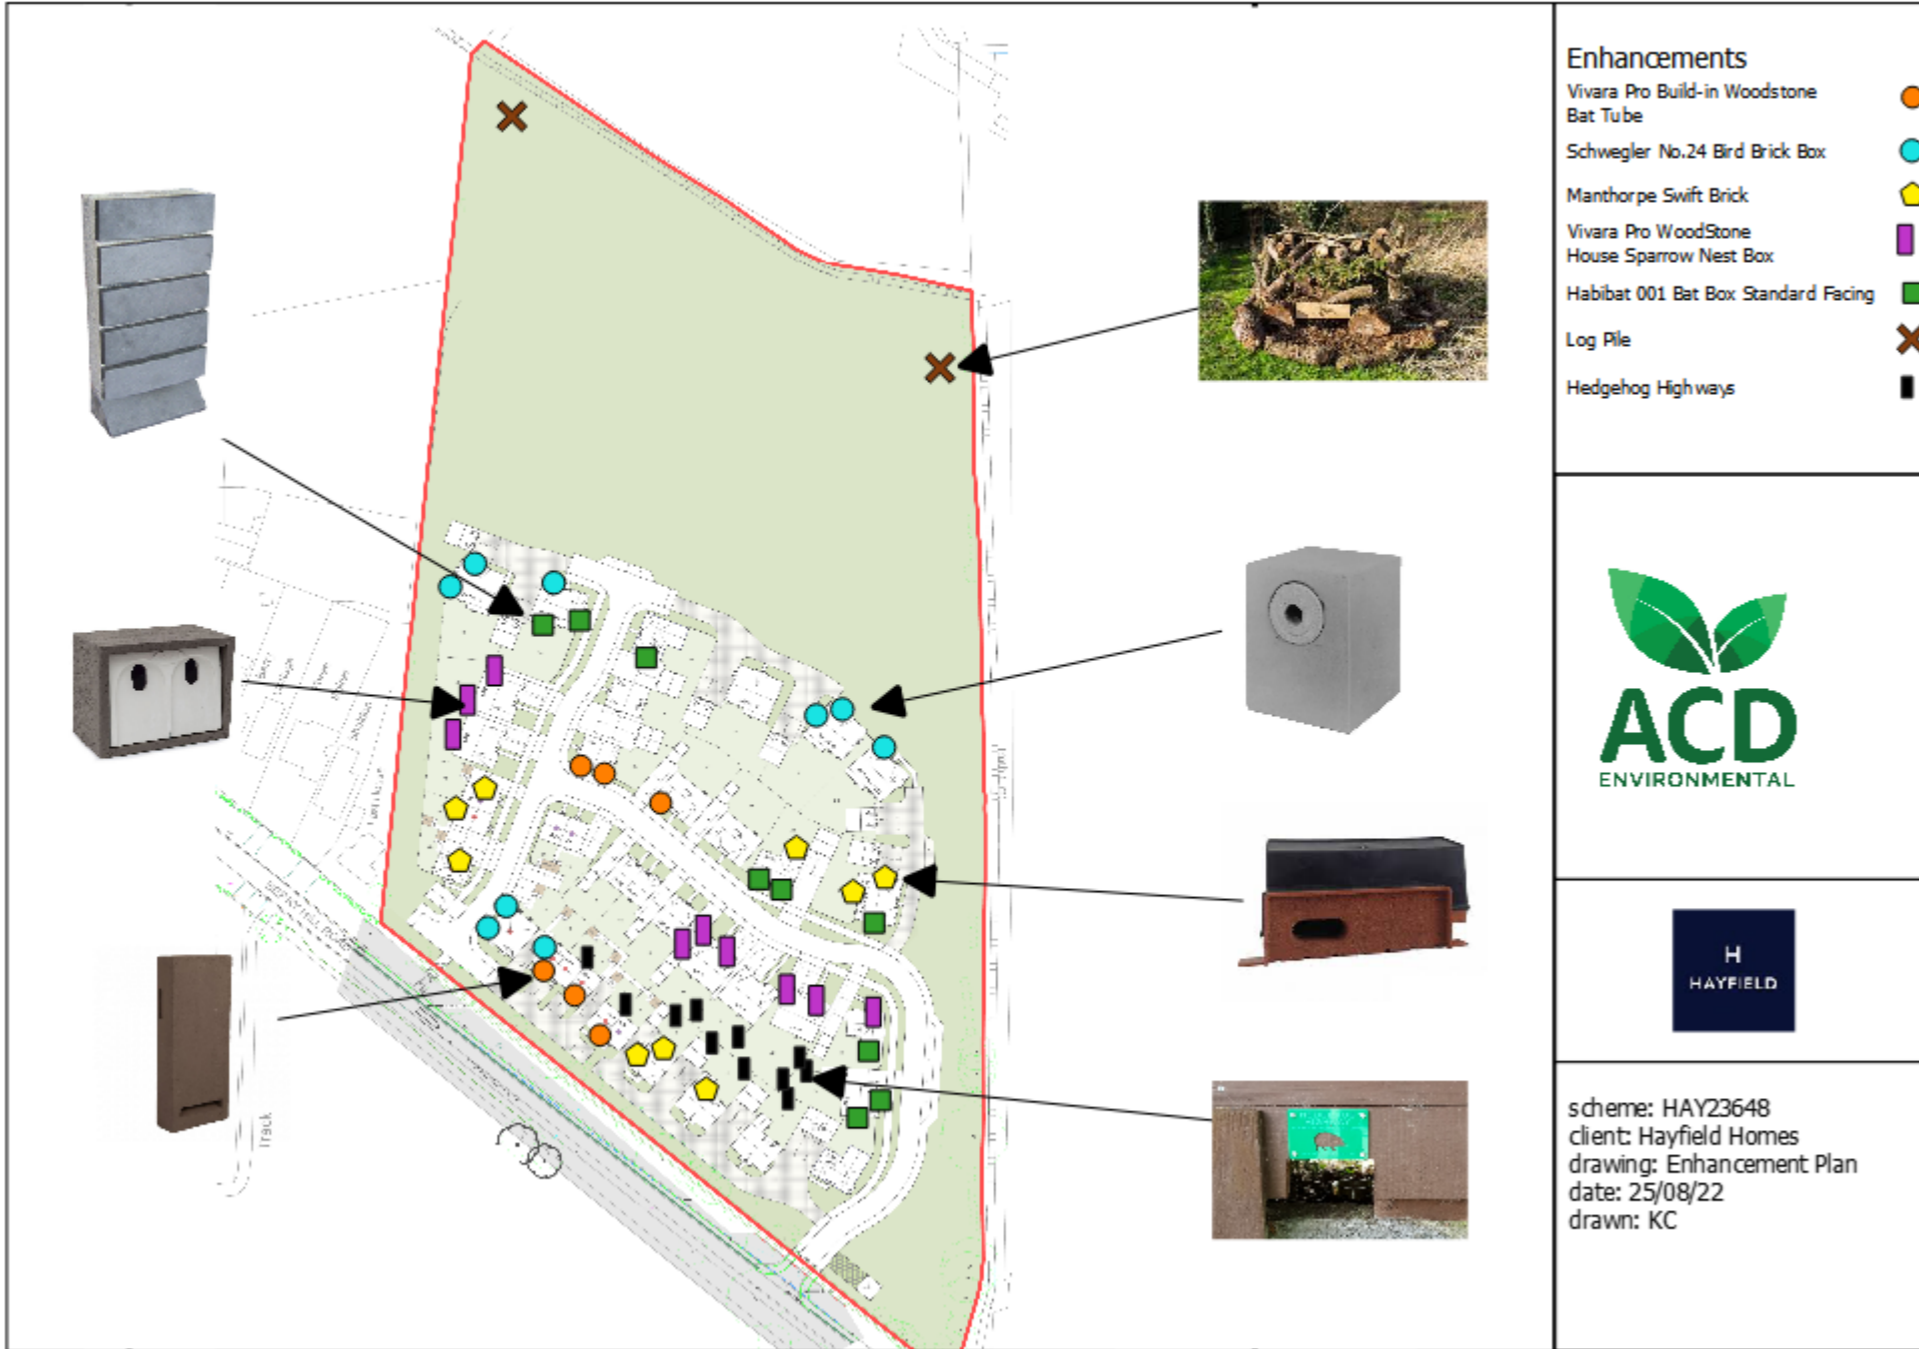 Enhancements
Vivara Pro Build-in Woodstone
Bat Tube
Schwegler No.24 Bird Brick Box
Manthorpe Swift Brick
Vivara Pro WoodStone
House Sparrow Nest Box
Habibat 001 Bat Box Standard Facing
Log Pile
Hedgehog Highways
ACD
ENVIRONMENTAL
H
HAYFIELD
scheme: HAY23648
client: Hayfield Homes
drawing: Enhancement Plan
date: 25/08/22
drawn: KC
Track